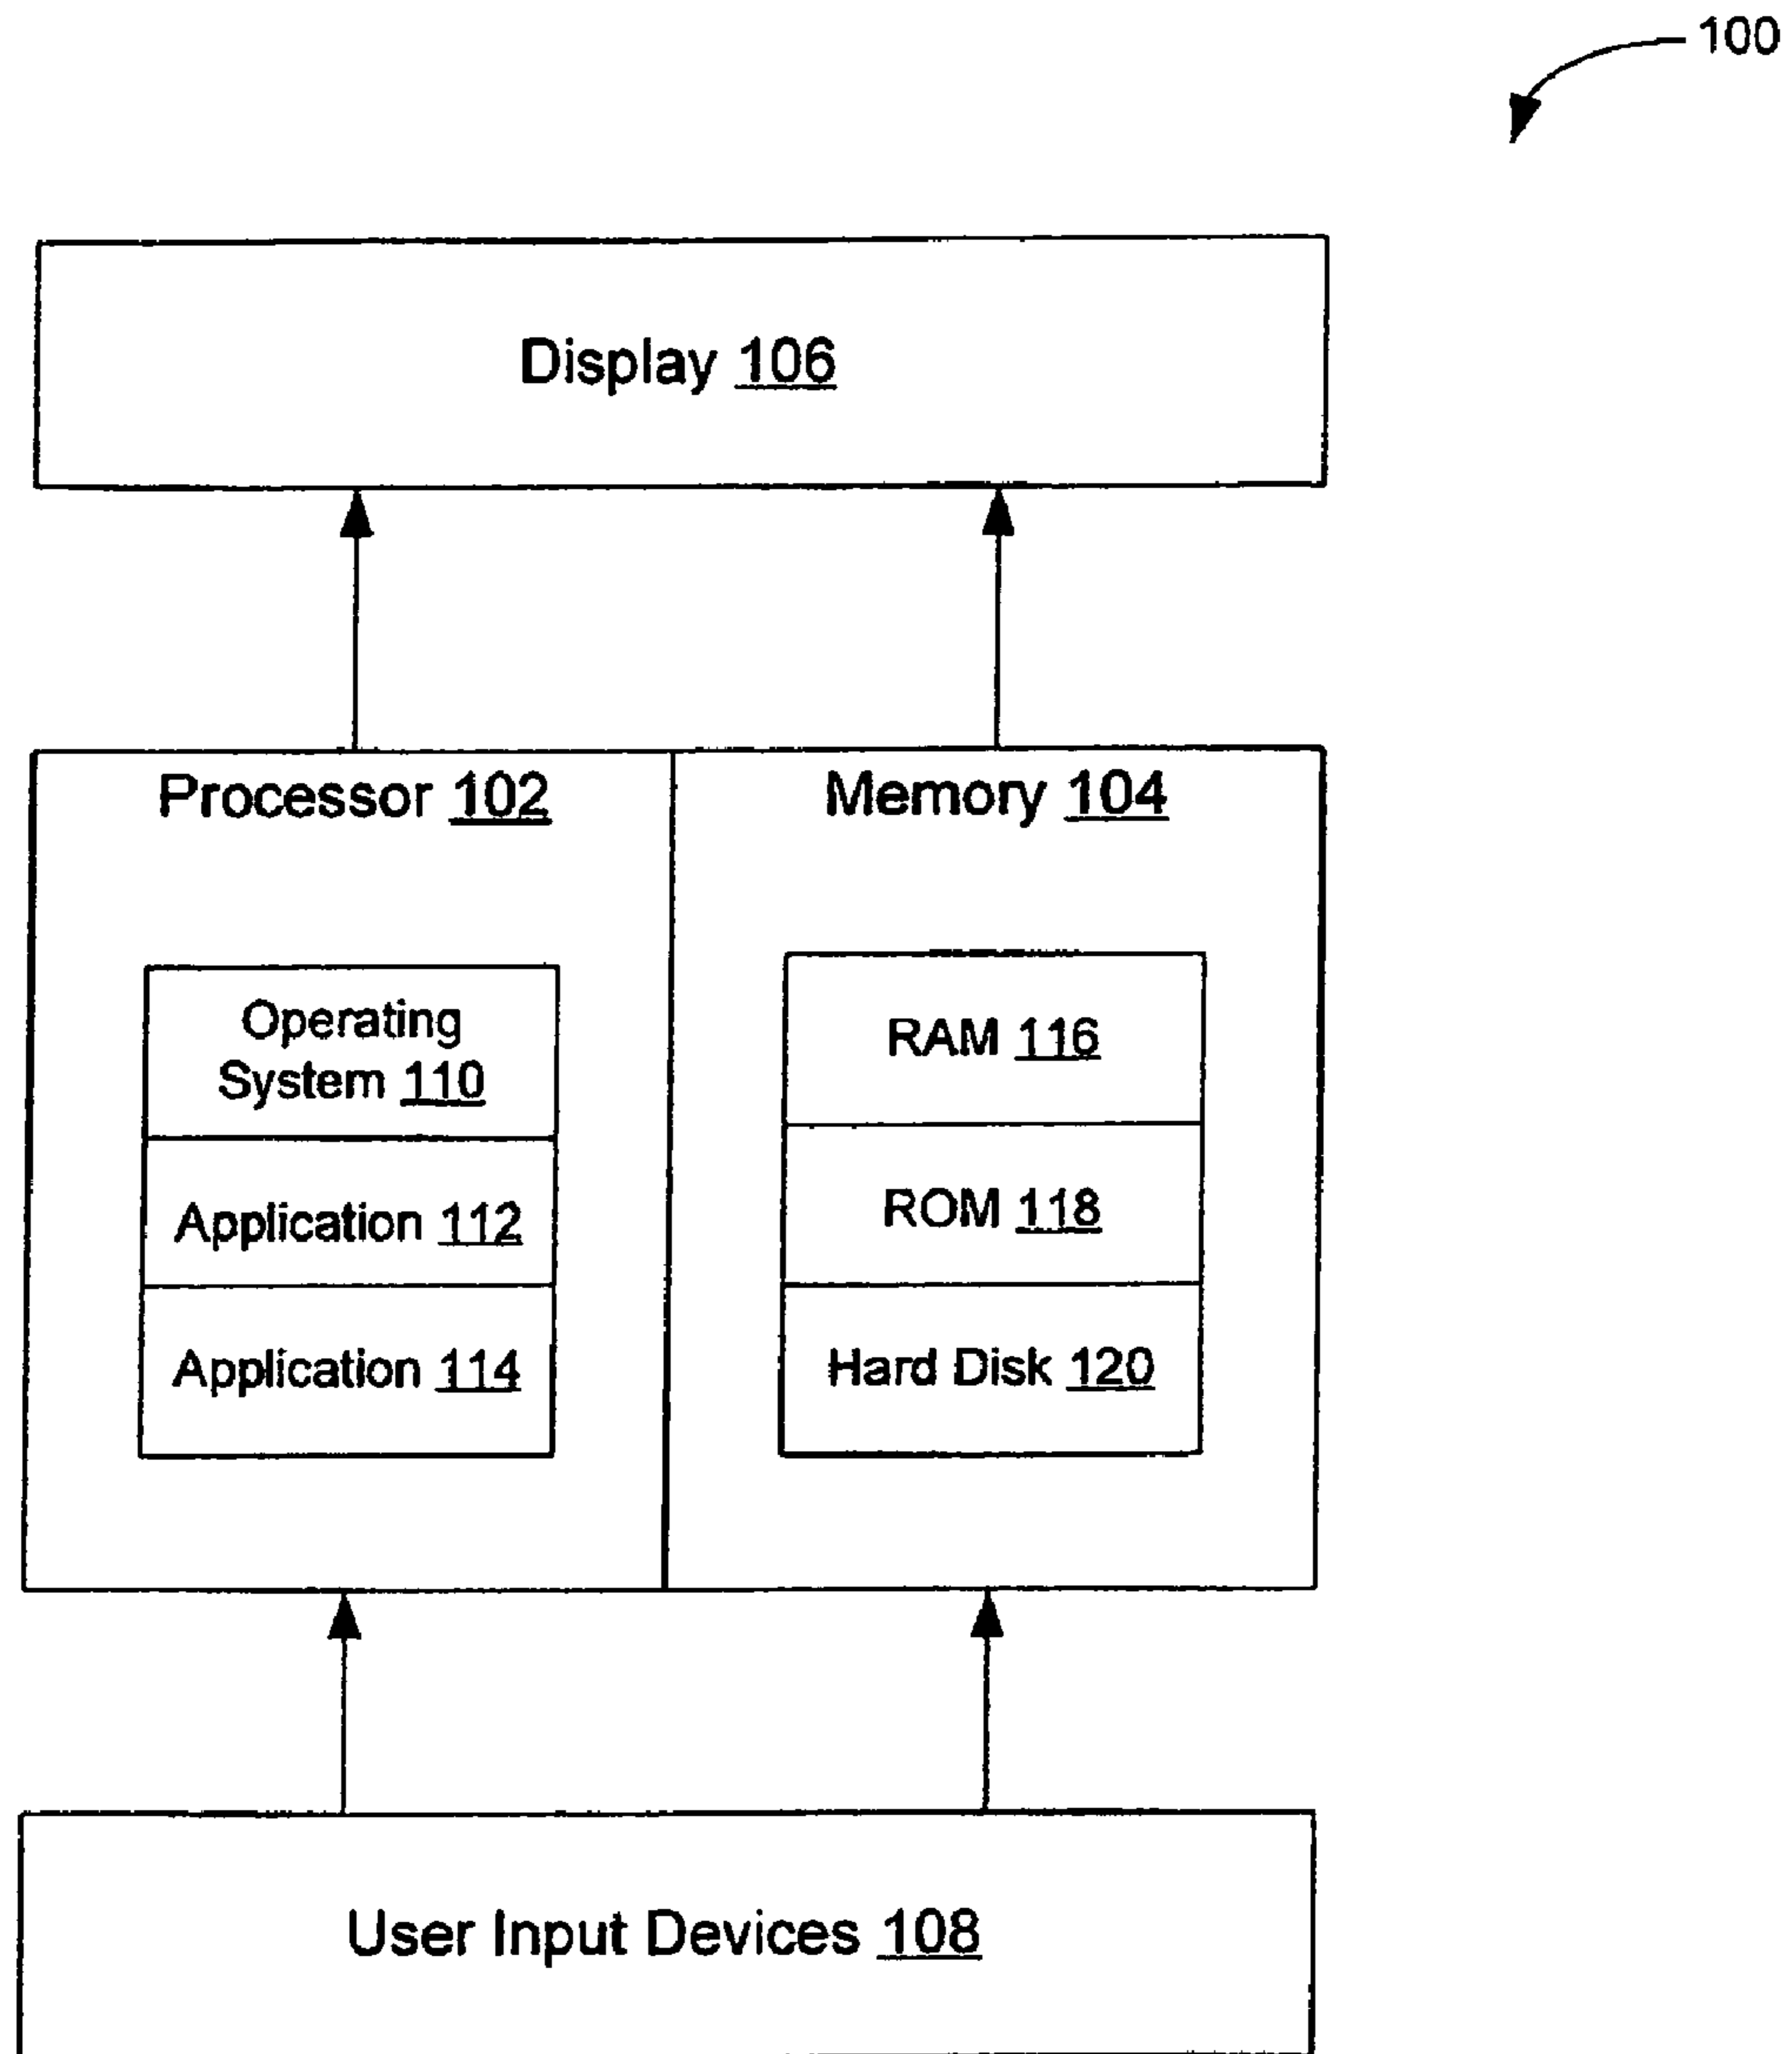 100
Display 106
Processor 102
Memory 104
Operating
System 110
Application 112
Application 114
RAM 116
ROM 118
Hard Disk 120
User Input Devices 108